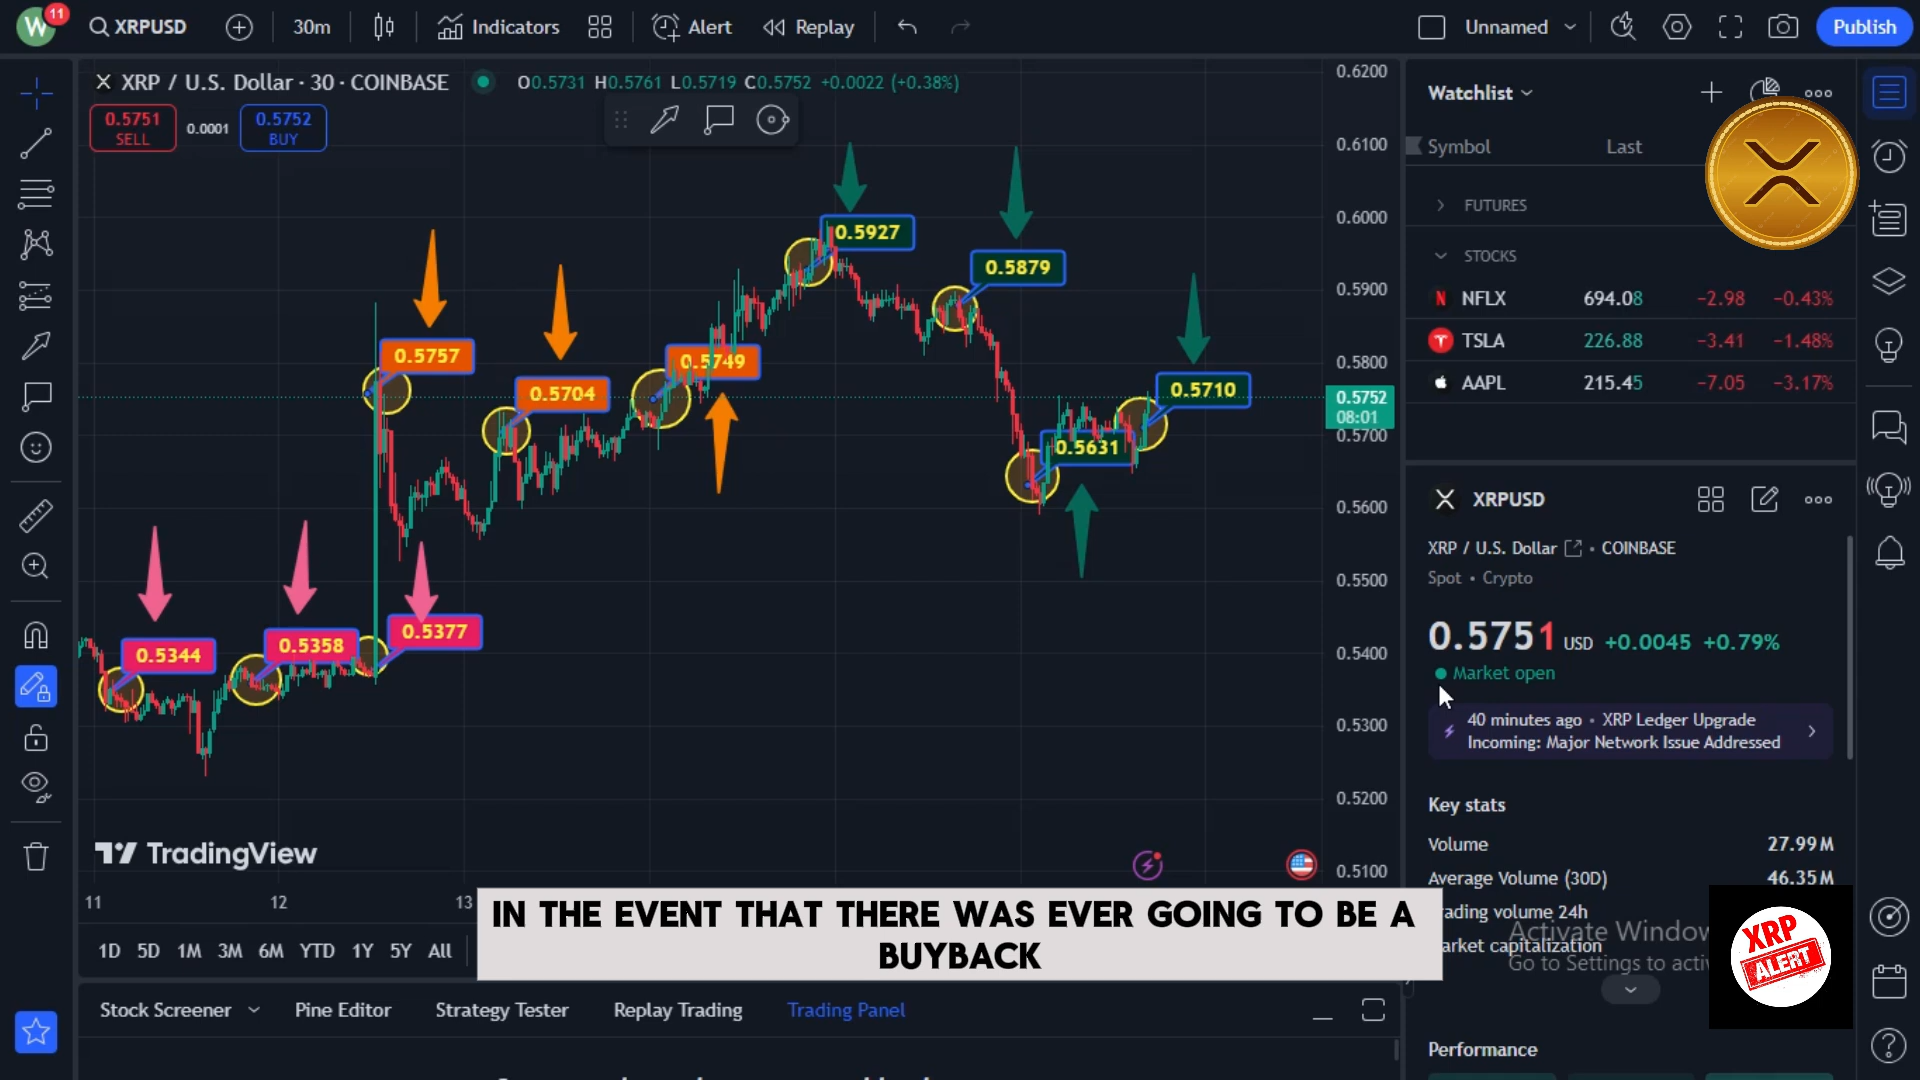 W
11
XRPUSD
30m
Indicators
Alert
Replay
Unnamed
Publish
XRP / U.S. Dollar · 30 · COINBASE
O0.5731 H0.5761 L0.5719 C0.5752 +0.0022 (+0.38%)
0.5751
SELL
0.0001
0.5752
BUY
0.6200
0.6100
0.6000
0.5900
0.5800
0.5752
08:01
0.5700
0.5600
0.5500
0.5400
0.5300
0.5200
0.5100
0.5927
0.5879
0.5757
0.5704
0.5749
0.5710
0.5631
0.5344
0.5358
0.5377
TradingView
11
12
13
1D 5D 1M 3M 6M YTD 1Y 5Y All
IN THE EVENT THAT THERE WAS EVER GOING TO BE A
BUYBACK
Stock Screener
Pine Editor
Strategy Tester
Replay Trading
Trading Panel
Watchlist
Symbol
Last
FUTURES
STOCKS
NFLX 694.08 −2.98 −0.43%
TSLA 226.88 −3.41 −1.48%
AAPL 215.45 −7.05 −3.17%
XRPUSD
XRP / U.S. Dollar • COINBASE
Spot • Crypto
0.5751 USD +0.0045 +0.79%
Market open
40 minutes ago • XRP Ledger Upgrade
Incoming: Major Network Issue Addressed
Key stats
Volume 27.99M
Average Volume (30D) 46.35M
rading volume 24h
arket capitalization
Activate Window
Go to Settings to activ
XRP
ALERT
Performance